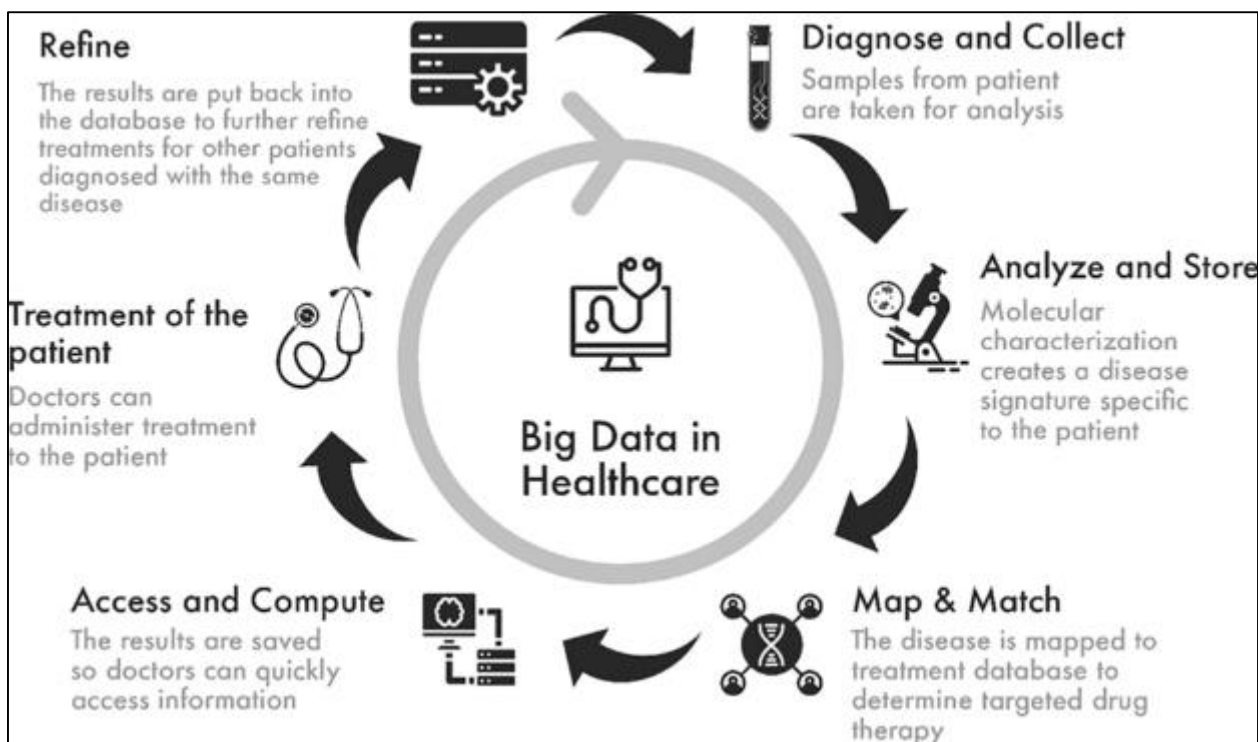 Refine
The results are put back into
the database to further refine
treatments for other patients
diagnosed with the same
disease
Diagnose and Collect
Samples from patient
are taken for analysis
Analyze and Store
Molecular
characterization
creates a disease
signature specific
to the patient
Treatment of the
patient
Doctors can
administer treatment
to the patient
Big Data in
Healthcare
Access and Compute
The results are saved
so doctors can quickly
access information
Map & Match
The disease is mapped to
treatment database to
determine targeted drug
therapy